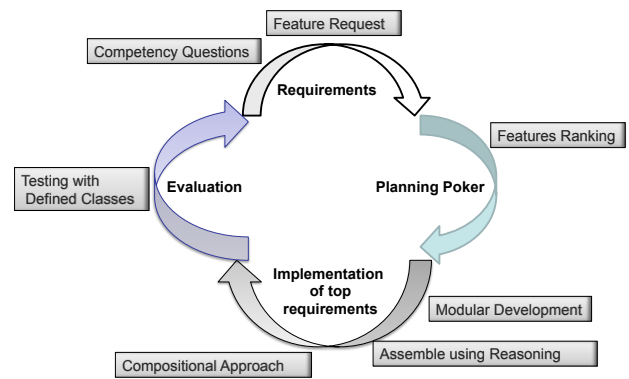 Feature Request
Competency Questions
Requirements
Features Ranking
Testing with
Defined Classes
Evaluation
Planning Poker
Implementation
of top
requirements
Modular Development
Assemble using Reasoning
Compositional Approach